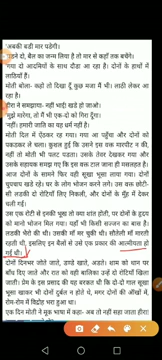 'अबकी बड़ी मार पड़ेगी।
'पड़ने दो, बैल का जन्म लिया है तो मार से कहाँ तक बचेंगे।
'गया दो आदमियों के साथ दौड़ा आ रहा है। दोनों के हाथों में
लाठियाँ हैं।
मोती बोला- कहो तो दिखा दूँ कुछ मजा मैं भी। लाठी लेकर आ
रहा है।
हीरा ने समझाया- नहीं भाई! खड़े हो जाओ।
'मुझे मारेगा, तो मैं भी एक-दो को गिरा दूँगा।
'नहीं। हमारी जाति का यह धर्म नहीं है।
मोती दिल में ऐंठकर रह गया। गया आ पहुँचा और दोनों को
पकड़कर ले चला। कुशल हुई कि उसने इस वक्त मारपीट न की,
नहीं तो मोती भी पलट पड़ता। उसके तेवर देखकर गया और
उसके सहायक समझ गए कि इस वक्त टाल जाना ही मसलहत है।
आज दोनों के सामने फिर वही सूखा भूसा लाया गया। दोनों
चुपचाप खड़े रहे। घर के लोग भोजन करने लगे। उस वक्त छोटी-
सी लड़की दो रोटियाँ लिए निकली, और दोनों के मुँह में देकर
चली गई।
उस एक रोटी से इनकी भूख तो क्या शांत होती, पर दोनों के हृदय
को मानो भोजन मिल गया। यहाँ भी किसी सज्जन का बास है।
लड़की भैरो की थी। उसकी माँ मर चुकी थी। सौतेली माँ मारती
रहती थी, इसलिए इन बैलों से उसे एक प्रकार की आत्मीयता हो
गई थी।
दोनों दिनभर जोते जाते, डण्डे खाते, अड़ते। शाम को थान पर
बाँध दिए जाते और रात को वही बालिका उन्हें दो रोटियाँ खिला
जाती। प्रेम के इस प्रसाद की यह बरकत थी कि दो-दो गाल सूखा
भूसा खाकर भी दोनों दुर्बल न होते थे, मगर दोनों की आँखों में
रोम-रोम में विद्रोह भरा हुआ था।
एक दिन मोती ने मूक भाषा में कहा- अब तो नहीं सहा जाता हीरा!